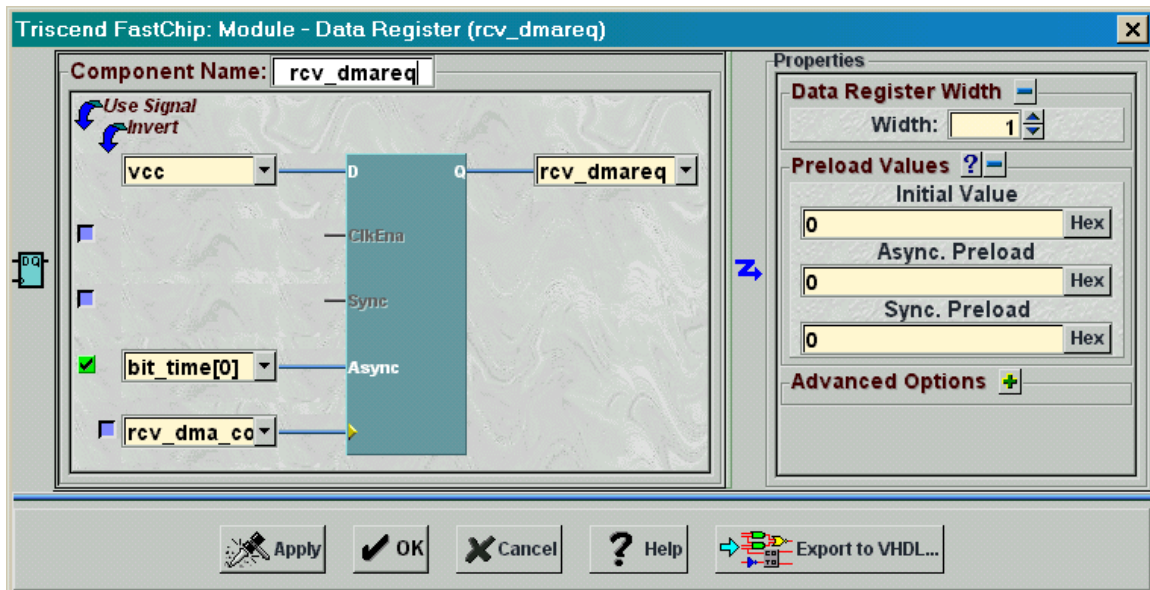 Triscend FastChip: Module - Data Register (rcv_dmareq)
Component Name: rcv_dmareq
Use Signal
Invert
vcc
D
Q
rcv_dmareq
ClkEna
Sync
bit_time[0]
Async
rcv_dma_co
Properties
Data Register Width
Width: 1
Preload Values ?
Initial Value
0 Hex
Async. Preload
0 Hex
Sync. Preload
0 Hex
Advanced Options
DQ
Apply
OK
Cancel
? Help
Export to VHDL...